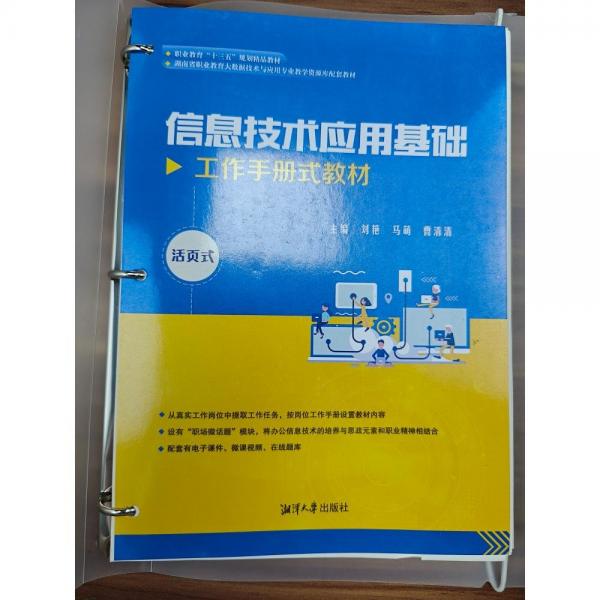 ◆ 职业教育“十三五”规划精品教材
◆ 湖南省职业教育大数据技术与应用专业教学资源库配套教材
信息技术应用基础
工作手册式教材
主编 刘艳 马萌 曹清清
活页式
◆ 从真实工作岗位中提取工作任务,按岗位工作手册设置教材内容
◆ 设有“职场微话题”模块,将办公信息技术的培养与思政元素和职业精神相结合
◆ 配套有电子课件、微课视频、在线题库
湘潭大学出版社